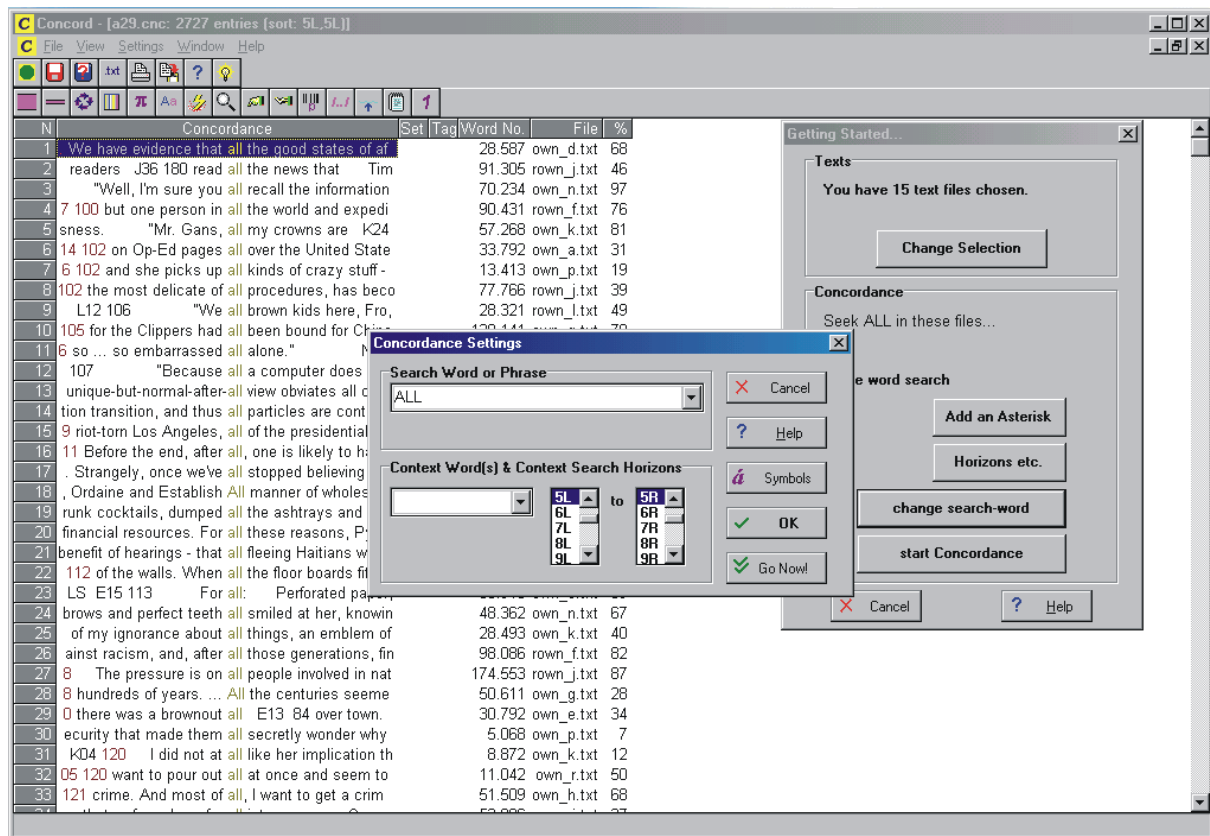 Concord - [a29.cnc: 2727 entries (sort: 5L,5L)]
File View Settings Window Help
.txt
N Concordance Set Tag Word No. File %
1 We have evidence that all the good states of af 28.587 own_d.txt 68
2 readers J36 180 read all the news that Tim 91.305 rown_j.txt 46
3 "Well, I'm sure you all recall the information 70.234 own_n.txt 97
4 7 100 but one person in all the world and expedi 90.431 rown_f.txt 76
5 sness. "Mr. Gans, all my crowns are K24 57.268 own_k.txt 81
6 14 102 on Op-Ed pages all over the United State 33.792 own_a.txt 31
7 6 102 and she picks up all kinds of crazy stuff - 13.413 own_p.txt 19
8 102 the most delicate of all procedures, has beco 77.766 rown_j.txt 39
9 L12 106 "We all brown kids here, Fro, 28.321 rown_l.txt 49
10 105 for the Clippers had all been bound for China
11 6 so ... so embarrassed all alone."
12 107 "Because all a computer does
13 unique-but-normal-after-all view obviates all
14 tion transition, and thus all particles are cont
15 9 riot-torn Los Angeles, all of the presidential
16 11 Before the end, after all, one is likely to
17 . Strangely, once we've all stopped believing
18 , Ordaine and Establish All manner of wholes
19 runk cocktails, dumped all the ashtrays and
20 financial resources. For all these reasons,
21 benefit of hearings - that all fleeing Haitians
22 112 of the walls. When all the floor boards
23 LS E15 113 For all: Perforated paper,
24 brows and perfect teeth all smiled at her, knowin 48.362 own_n.txt 67
25 of my ignorance about all things, an emblem of 28.493 own_k.txt 40
26 ainst racism, and, after all those generations, fin 98.086 rown_f.txt 82
27 8 The pressure is on all people involved in nat 174.553 rown_j.txt 87
28 8 hundreds of years. ... All the centuries seeme 50.611 own_g.txt 28
29 0 there was a brownout all E13 84 over town. 30.792 own_e.txt 34
30 ecurity that made them all secretly wonder why 5.068 own_p.txt 7
31 K04 120 I did not at all like her implication th 8.872 own_k.txt 12
32 05 120 want to pour out all at once and seem to 11.042 own_r.txt 50
33 121 crime. And most of all, I want to get a crim 51.509 own_h.txt 68
Concordance Settings
Search Word or Phrase
ALL
Context Word(s) & Context Search Horizons
5L to 5R
6L 6R
7L 7R
8L 8R
9L 9R
Cancel
Help
á Symbols
OK
Go Now!
Getting Started...
Texts
You have 15 text files chosen.
Change Selection
Concordance
Seek ALL in these files...
word search
Add an Asterisk
Horizons etc.
change search-word
start Concordance
Cancel
Help